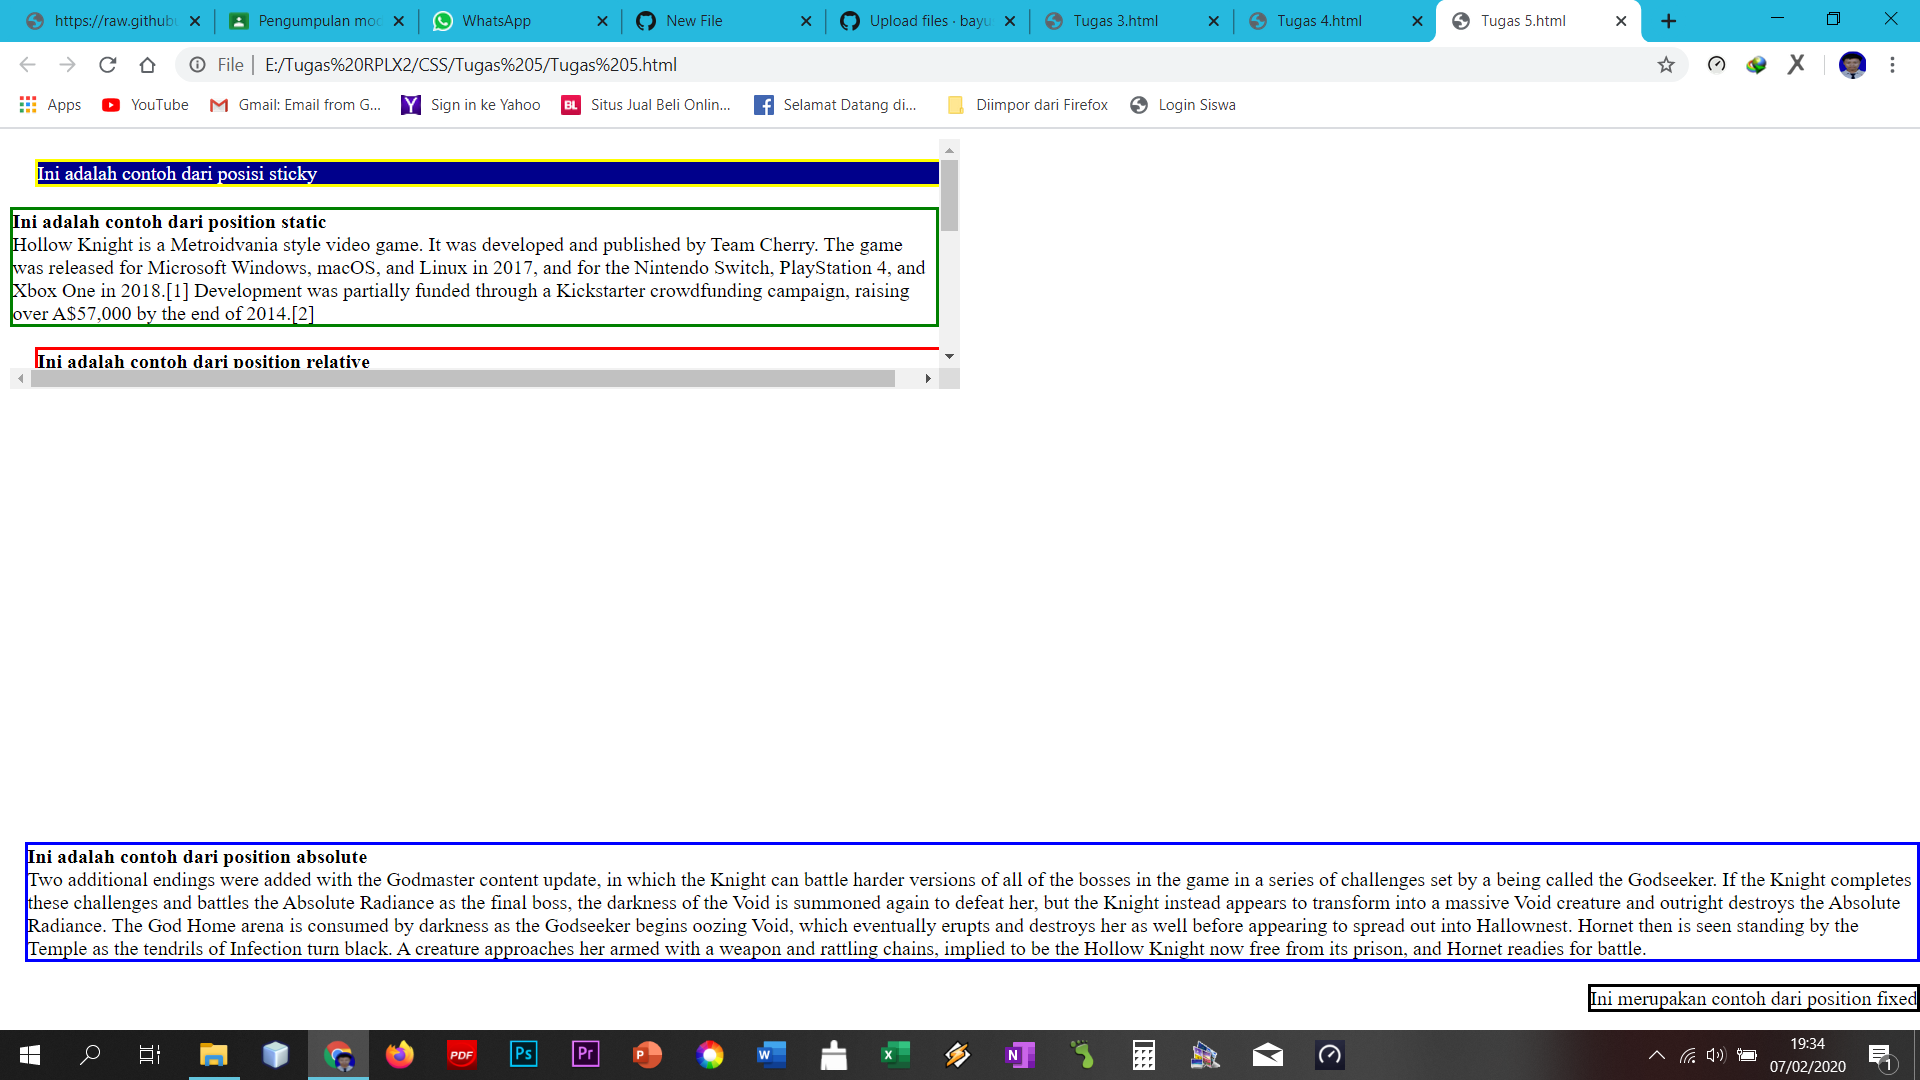 https://raw.githubu
Pengumpulan mod
WhatsApp
New File
Upload files · bayu
Tugas 3.html
Tugas 4.html
Tugas 5.html
File | E:/Tugas%20RPLX2/CSS/Tugas%205/Tugas%205.html
Apps
YouTube
Gmail: Email from G...
Sign in ke Yahoo
BL
Situs Jual Beli Onlin...
Selamat Datang di...
Diimpor dari Firefox
Login Siswa
Ini adalah contoh dari posisi sticky
Ini adalah contoh dari position static
Hollow Knight is a Metroidvania style video game. It was developed and published by Team Cherry. The game
was released for Microsoft Windows, macOS, and Linux in 2017, and for the Nintendo Switch, PlayStation 4, and
Xbox One in 2018.[1] Development was partially funded through a Kickstarter crowdfunding campaign, raising
over A$57,000 by the end of 2014.[2]
Ini adalah contoh dari position relative
Ini adalah contoh dari position absolute
Two additional endings were added with the Godmaster content update, in which the Knight can battle harder versions of all of the bosses in the game in a series of challenges set by a being called the Godseeker. If the Knight completes
these challenges and battles the Absolute Radiance as the final boss, the darkness of the Void is summoned again to defeat her, but the Knight instead appears to transform into a massive Void creature and outright destroys the Absolute
Radiance. The God Home arena is consumed by darkness as the Godseeker begins oozing Void, which eventually erupts and destroys her as well before appearing to spread out into Hallownest. Hornet then is seen standing by the
Temple as the tendrils of Infection turn black. A creature approaches her armed with a weapon and rattling chains, implied to be the Hollow Knight now free from its prison, and Hornet readies for battle.
Ini merupakan contoh dari position fixed
PDF
Ps
Pr
19:34
07/02/2020
1